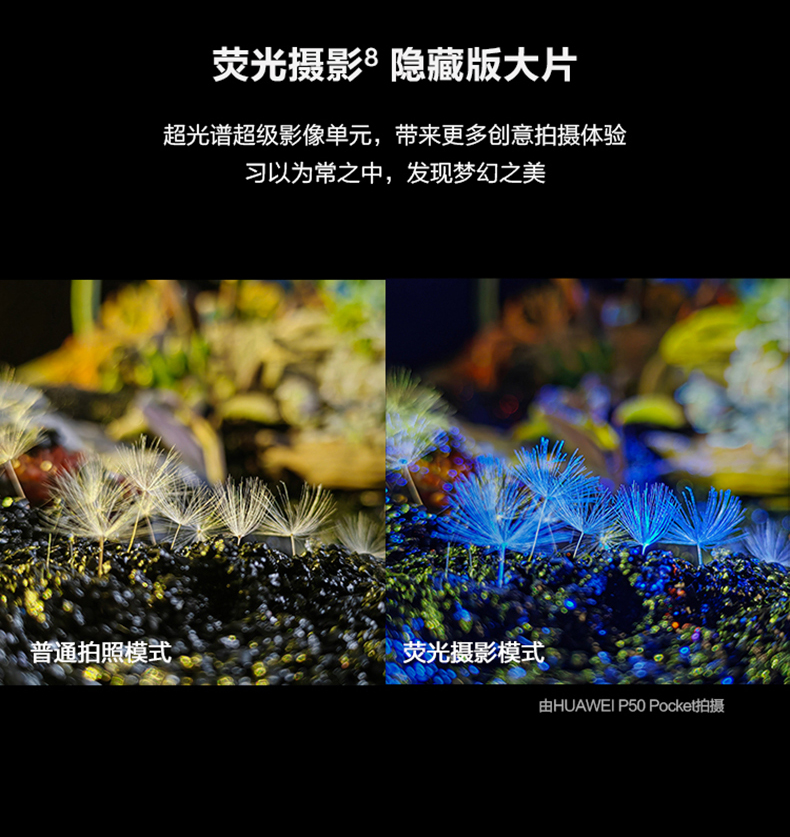 荧光摄影8 隐藏版大片
超光谱超级影像单元，带来更多创意拍摄体验
习以为常之中，发现梦幻之美
普通拍照模式
荧光摄影模式
由HUAWEI P50 Pocket拍摄